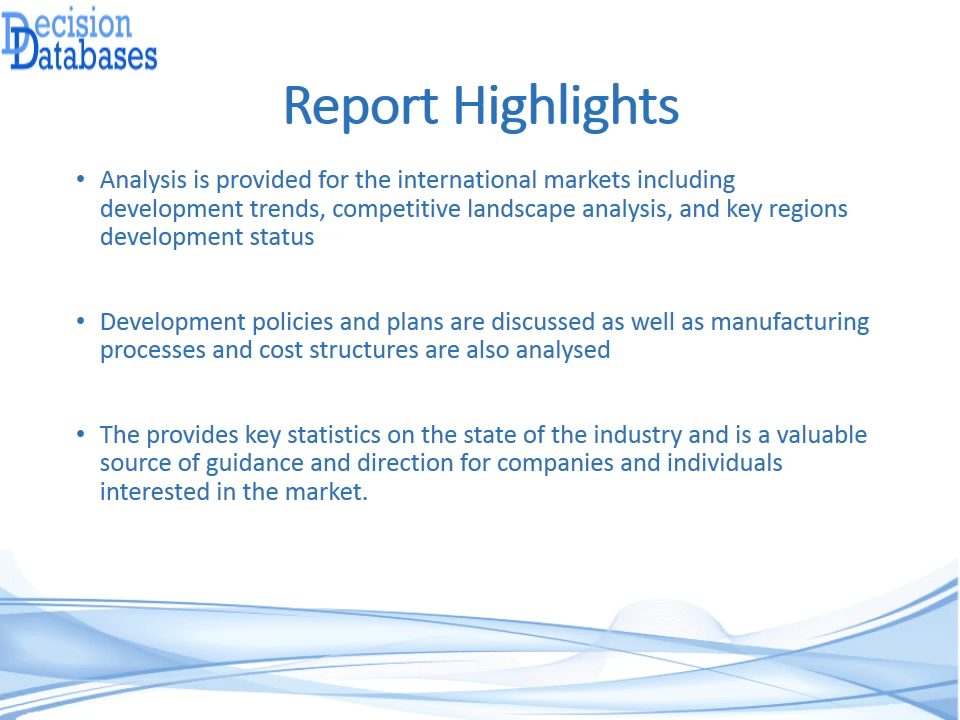 Decision
Databases
Report Highlights
• Analysis is provided for the international markets including
development trends, competitive landscape analysis, and key regions
development status
• Development policies and plans are discussed as well as manufacturing
processes and cost structures are also analysed
• The provides key statistics on the state of the industry and is a valuable
source of guidance and direction for companies and individuals
interested in the market.